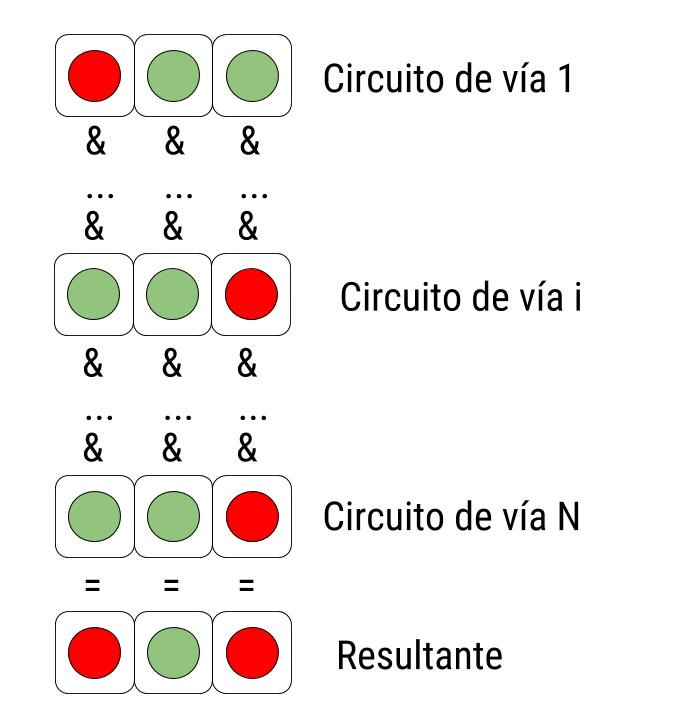 Circuito de vía 1
& & &
... ... ...
& & &
Circuito de vía i
& & &
... ... ...
& & &
Circuito de vía N
= = =
Resultante